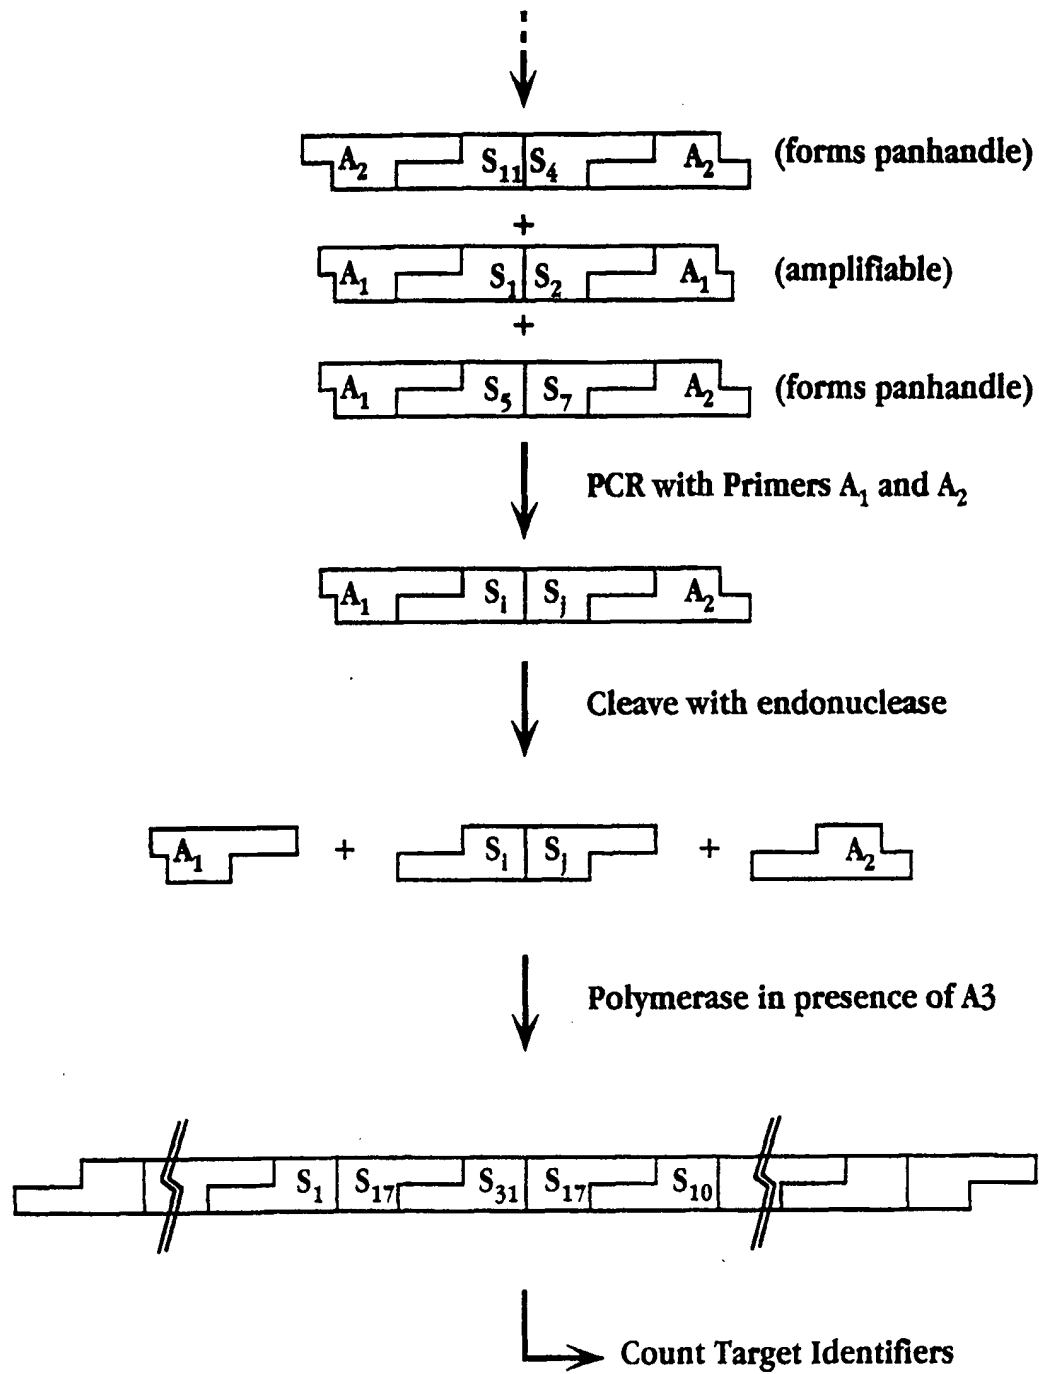 A2 S11 S4 A2 (forms panhandle)
+
A1 S1 S2 A1 (amplifiable)
+
A1 S5 S7 A2 (forms panhandle)
PCR with Primers A1 and A2
A1 Si Sj A2
Cleave with endonuclease
A1 + Si Sj + A2
Polymerase in presence of A3
S1 S17 S31 S17 S10
Count Target Identifiers